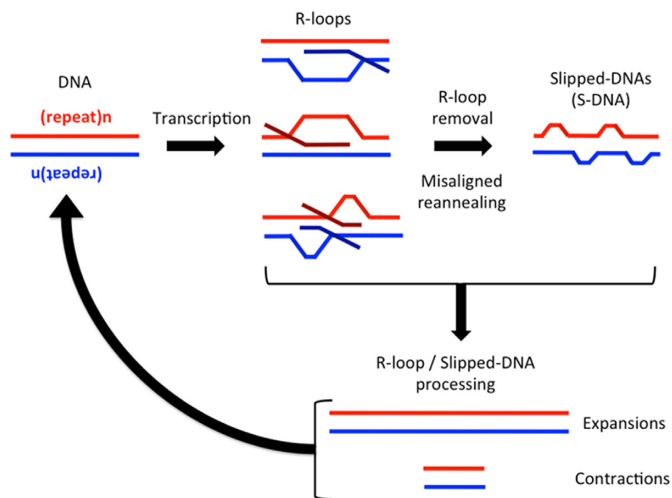 R-loops
DNA
(repeat)n
(repeat)n
Transcription
R-loop
removal
Misaligned
reannealing
Slipped-DNAs
(S-DNA)
R-loop / Slipped-DNA
processing
Expansions
Contractions